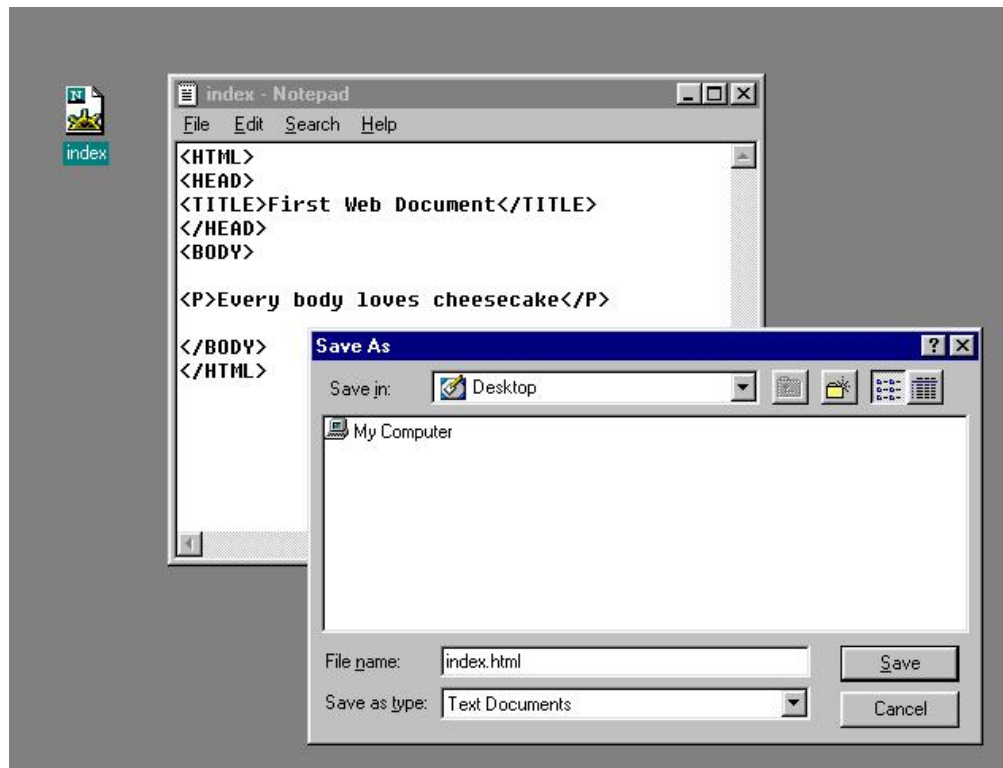 index
index - Notepad
File Edit Search Help
<HTML>
<HEAD>
<TITLE>First Web Document</TITLE>
</HEAD>
<BODY>
<P>Every body loves cheesecake</P>
</BODY>
</HTML>
Save As
Save in: Desktop
My Computer
File name: index.html Save
Save as type: Text Documents Cancel